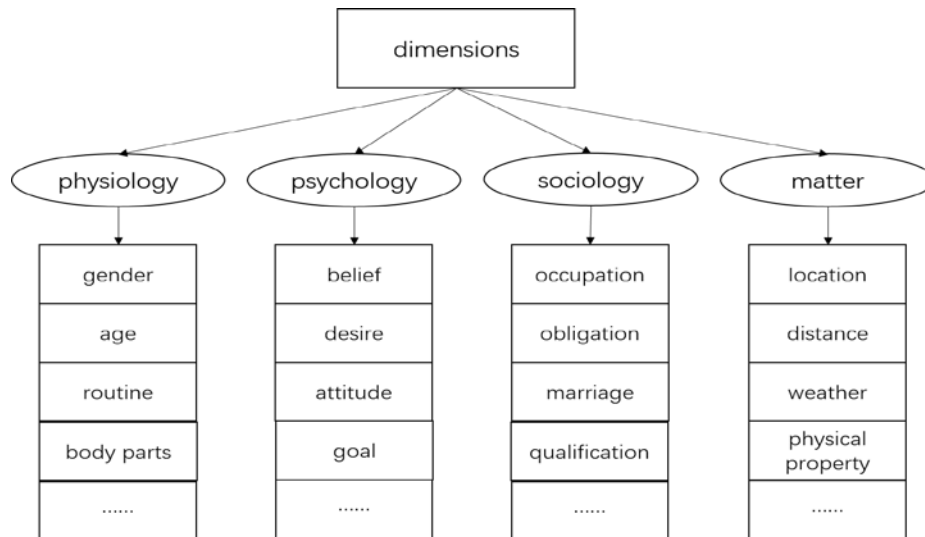 dimensions
physiology
psychology
sociology
matter
gender
belief
occupation
location
age
desire
obligation
distance
routine
attitude
marriage
weather
body parts
goal
qualification
physical
property
......
......
......
......